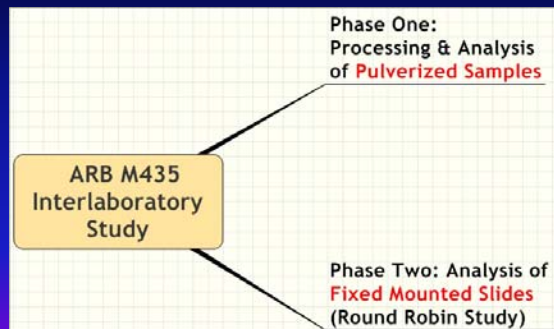 Phase One:
Processing & Analysis
of Pulverized Samples
ARB M435
Interlaboratory
Study
Phase Two: Analysis of
Fixed Mounted Slides
(Round Robin Study)